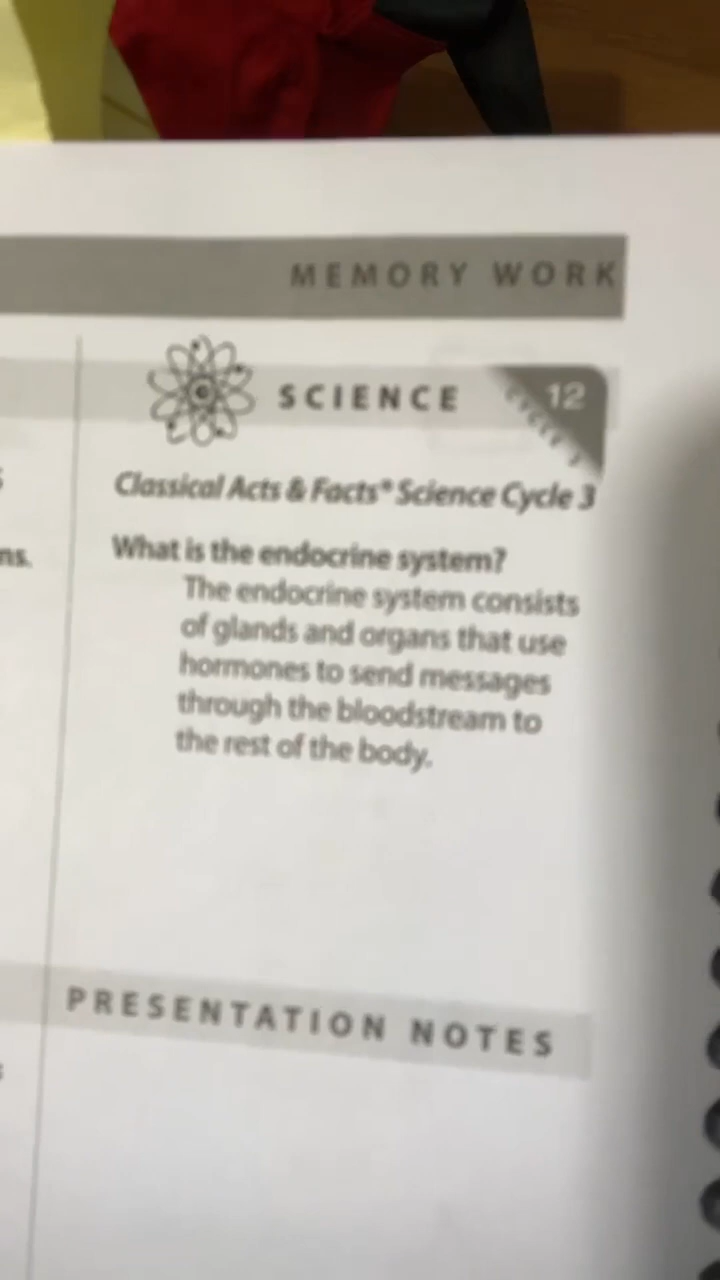 MEMORY WORK
SCIENCE
12
CYCLE 3
Classical Acts & Facts® Science Cycle 3
ns.
What is the endocrine system?
The endocrine system consists
of glands and organs that use
hormones to send messages
through the bloodstream to
the rest of the body.
PRESENTATION NOTES